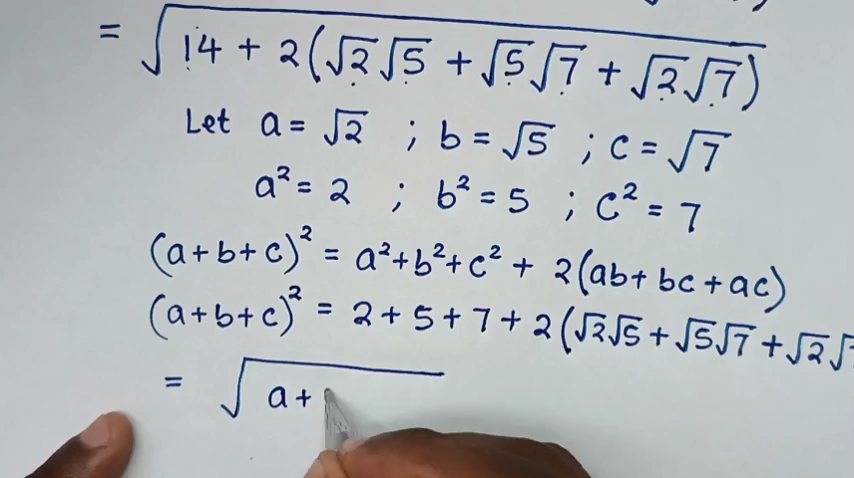 = √(14 + 2(√2√5 + √5√7 + √2√7))
Let a = √2 ; b = √5 ; c = √7
a² = 2 ; b² = 5 ; c² = 7
(a+b+c)² = a²+b²+c² + 2(ab+bc+ac)
(a+b+c)² = 2+5+7+2(√2√5+√5√7+√2√
= √a+